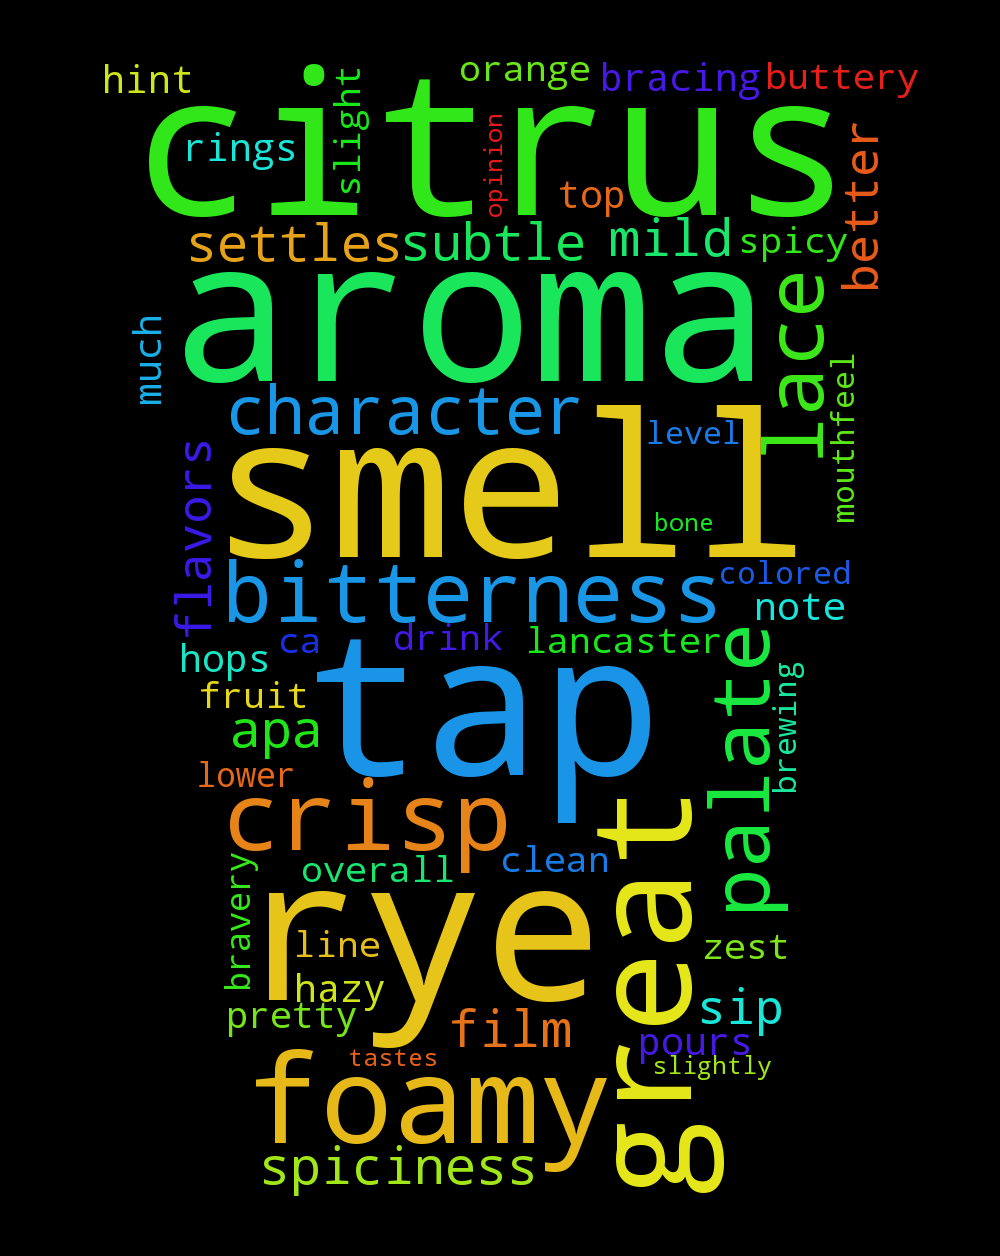 hint
orange
bracing
buttery
citrus
slight
rings
opinion
top
better
settles
subtle
mild
spicy
aroma
lace
much
character
level
mouthfeel
smell
flavors
bone
bitterness
colored
note
ca
drink
lancaster
hops
tap
palate
fruit
apa
brewing
lower
crisp
great
overall
clean
bravery
rye
line
zest
hazy
pretty
film
sip
pours
tastes
slightly
foamy
spiciness